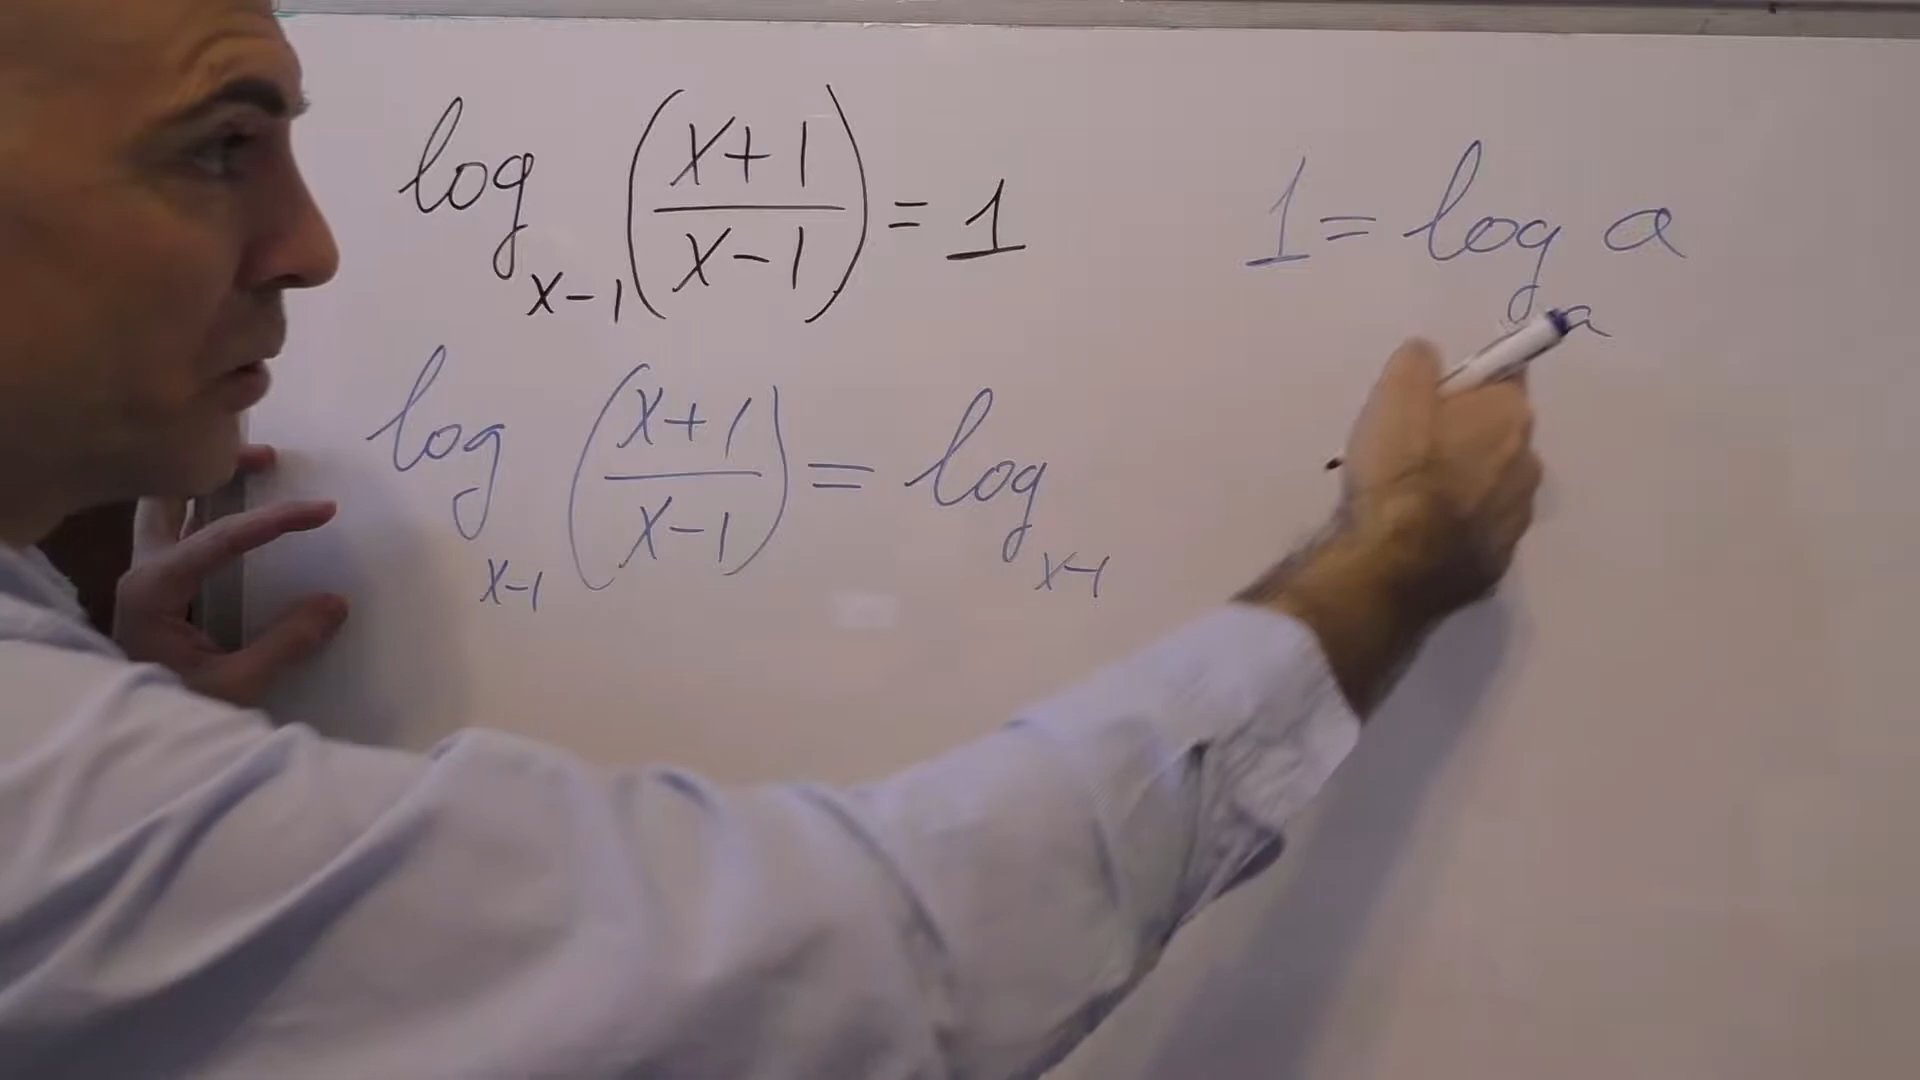 log_{x-1} ((x+1)/(x-1)) = 1
1 = log_a a
log_{x-1} ((x+1)/(x-1)) = log_{x-1}